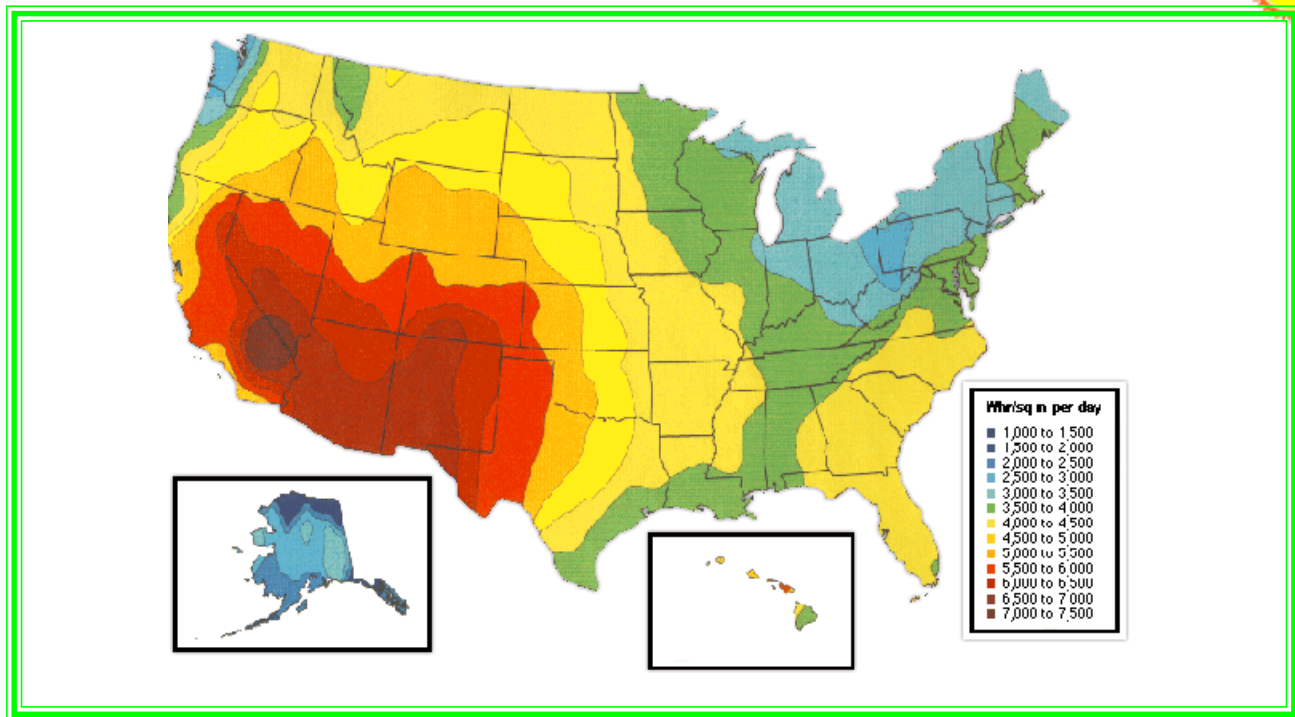 Whr/sq m per day
1,000 to 1,500
1,500 to 2,000
2,000 to 2,500
2,500 to 3,000
3,000 to 3,500
3,500 to 4,000
4,000 to 4,500
4,500 to 5,000
5,000 to 5,500
5,500 to 6,000
6,000 to 6,500
6,500 to 7,000
7,000 to 7,500